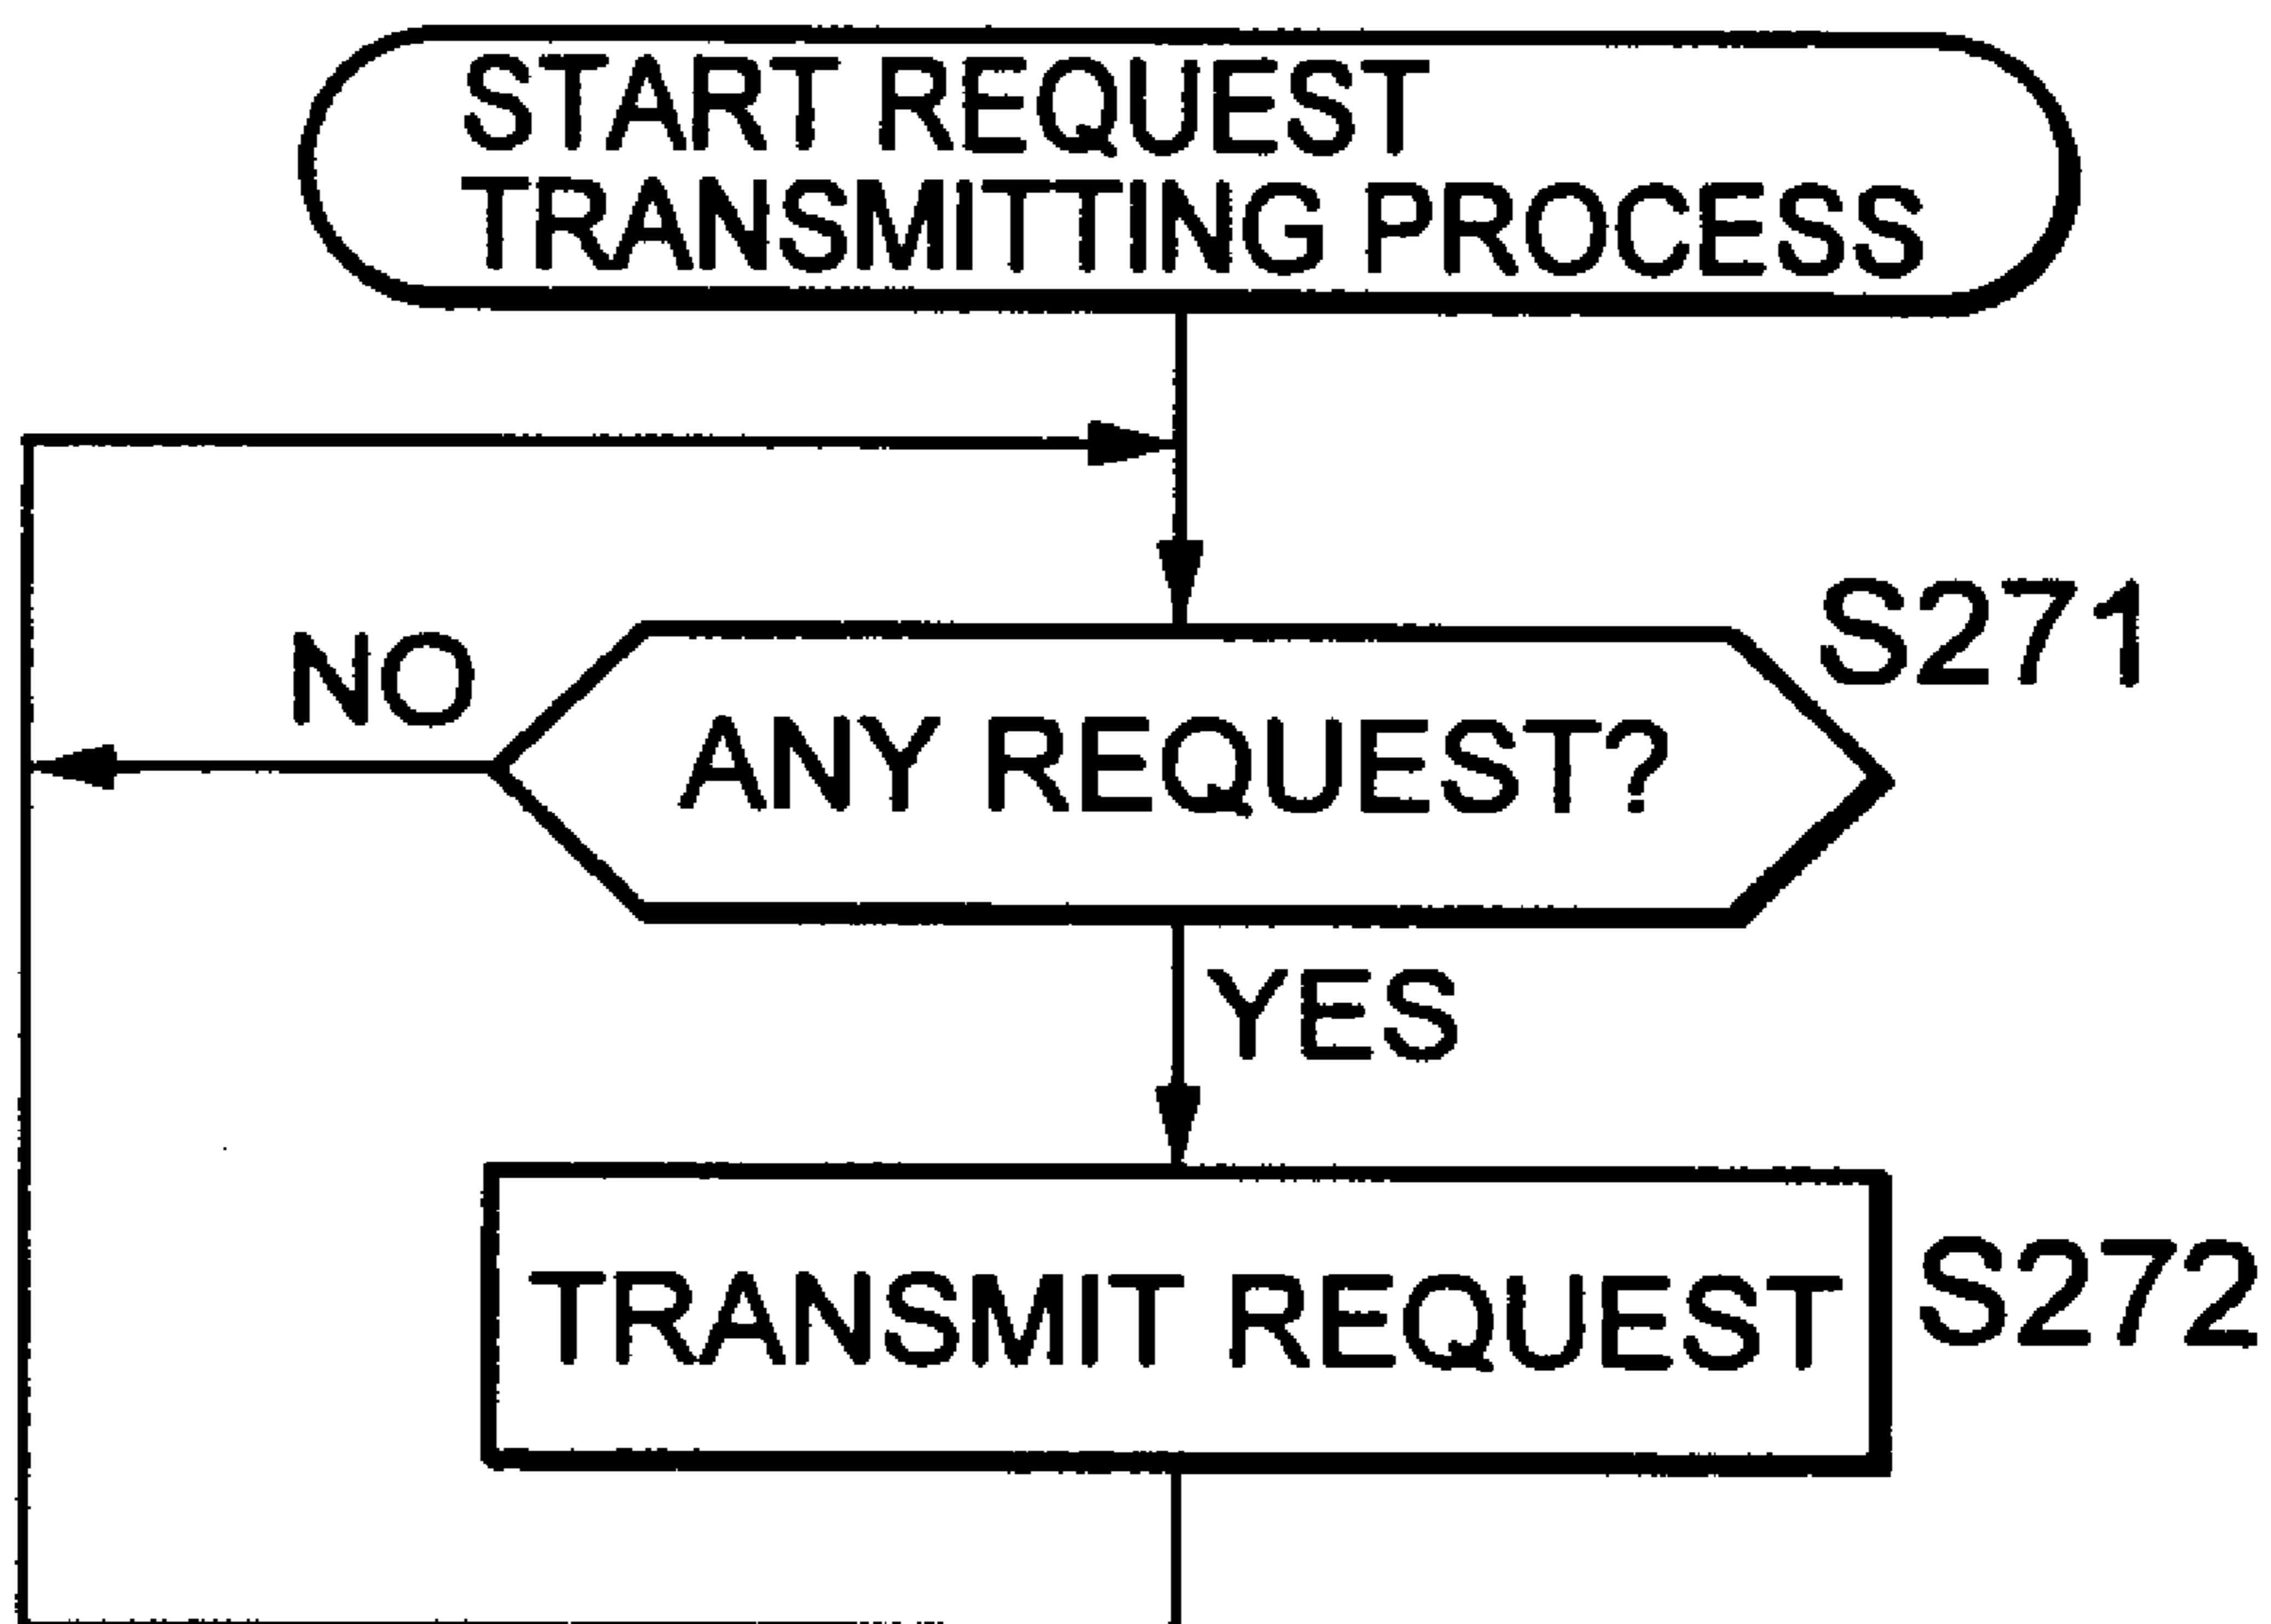 START REQUEST
TRANSMITTING PROCESS
S271
NO
ANY REQUEST?
YES
TRANSMIT REQUEST
S272